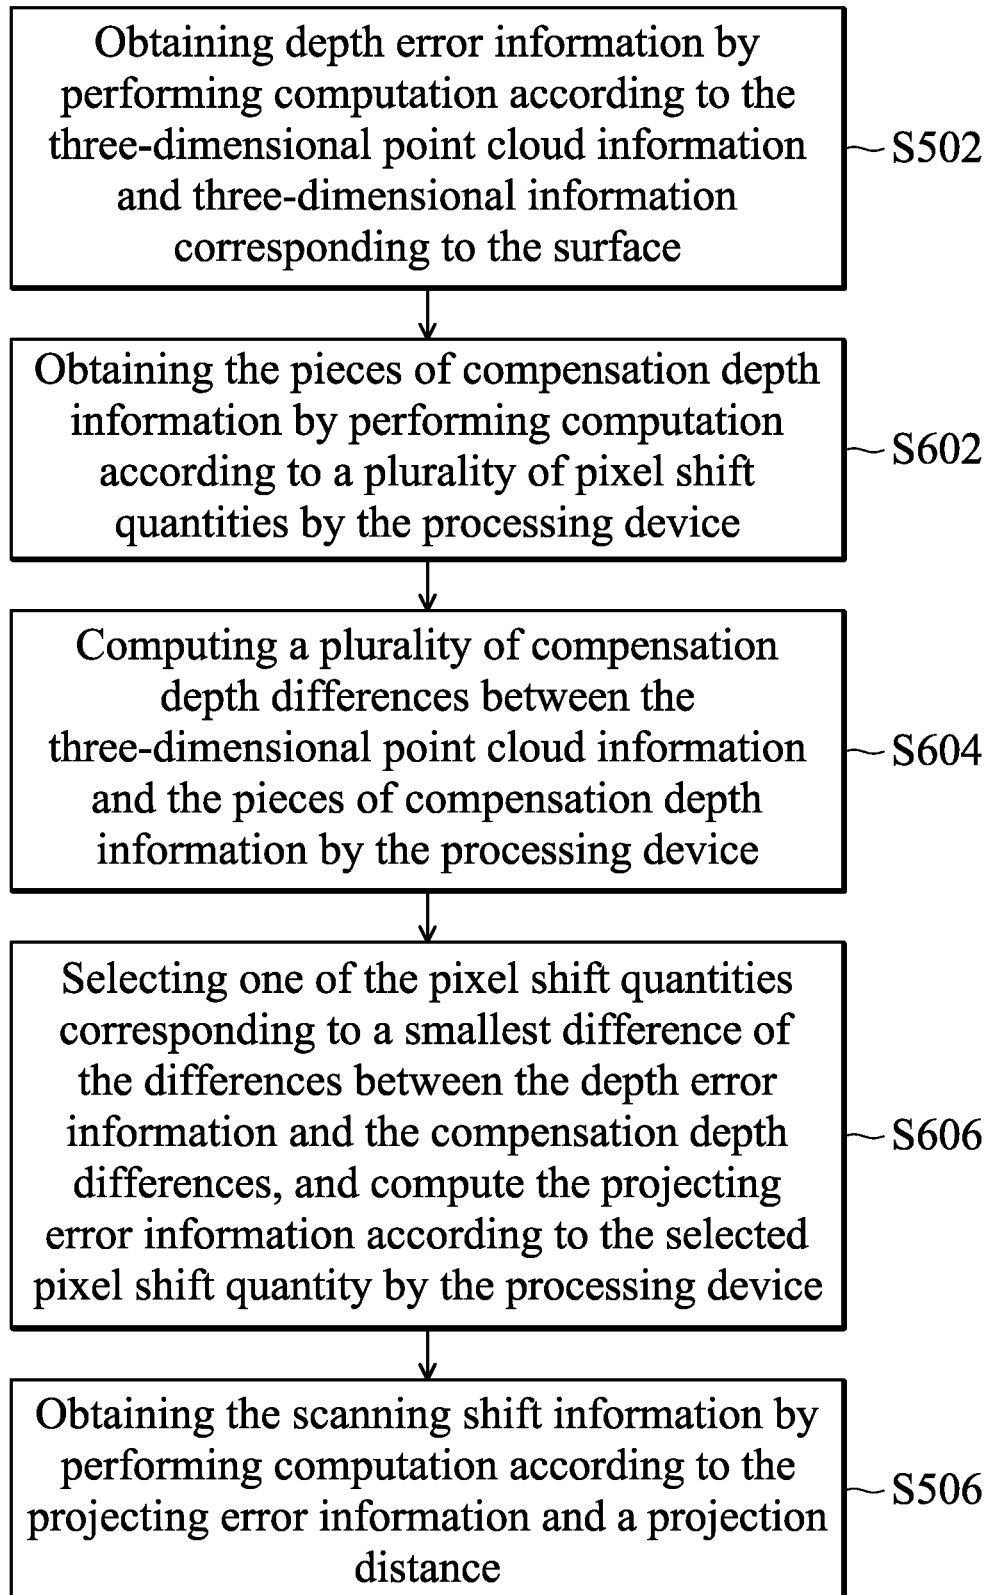 Obtaining depth error information by
performing computation according to the
three-dimensional point cloud information
and three-dimensional information
corresponding to the surface
S502
Obtaining the pieces of compensation depth
information by performing computation
according to a plurality of pixel shift
quantities by the processing device
S602
Computing a plurality of compensation
depth differences between the
three-dimensional point cloud information
and the pieces of compensation depth
information by the processing device
S604
Selecting one of the pixel shift quantities
corresponding to a smallest difference of
the differences between the depth error
information and the compensation depth
differences, and compute the projecting
error information according to the selected
pixel shift quantity by the processing device
S606
Obtaining the scanning shift information by
performing computation according to the
projecting error information and a projection
distance
S506